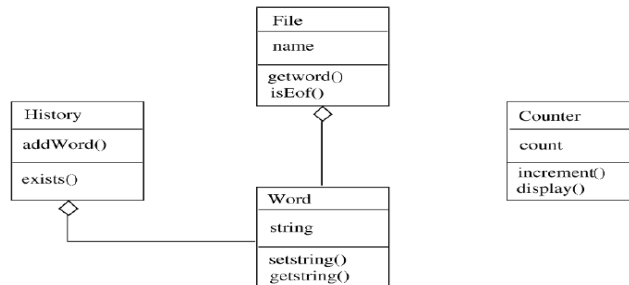 File
name
getword()
isEof()
History
addWord()
exists()
Counter
count
increment()
display()
Word
string
setstring()
getstring()